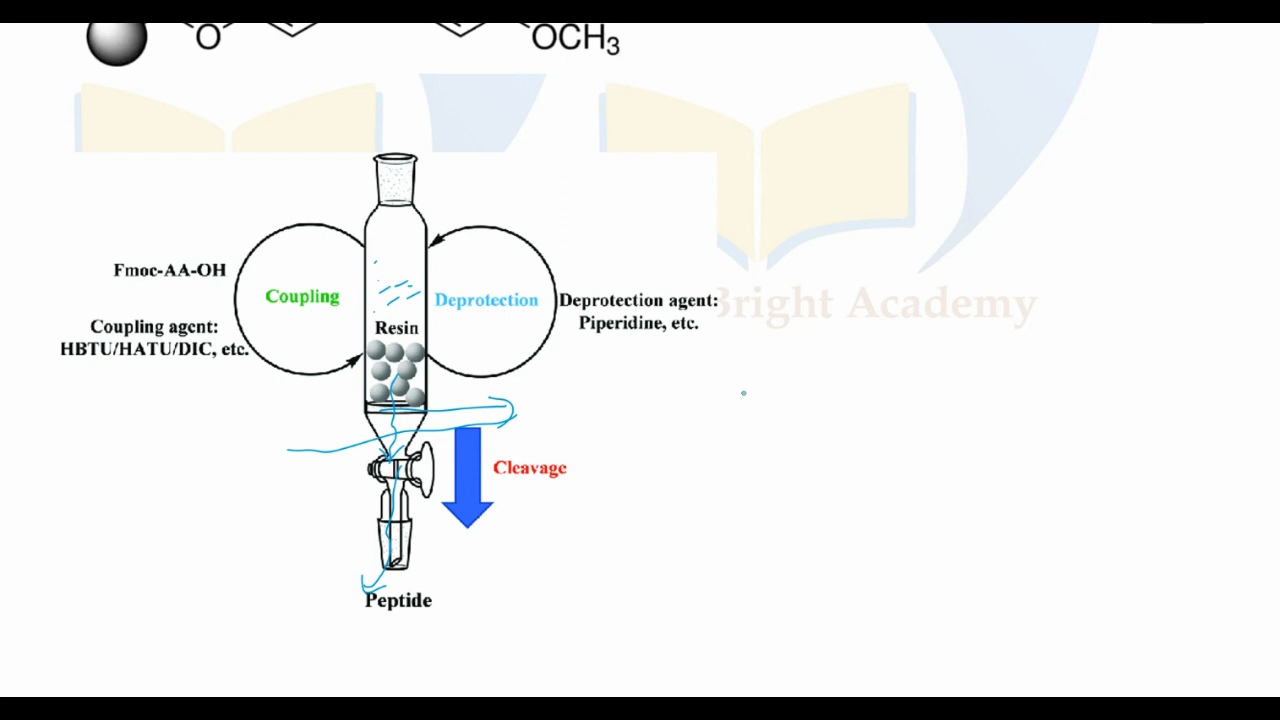 O
OCH3
Fmoc-AA-OH
Coupling
Deprotection
Deprotection agent:
Bright Academy
Coupling agent:
Resin
Piperidine, etc.
HBTU/HATU/DIC, etc.
Cleavage
Peptide